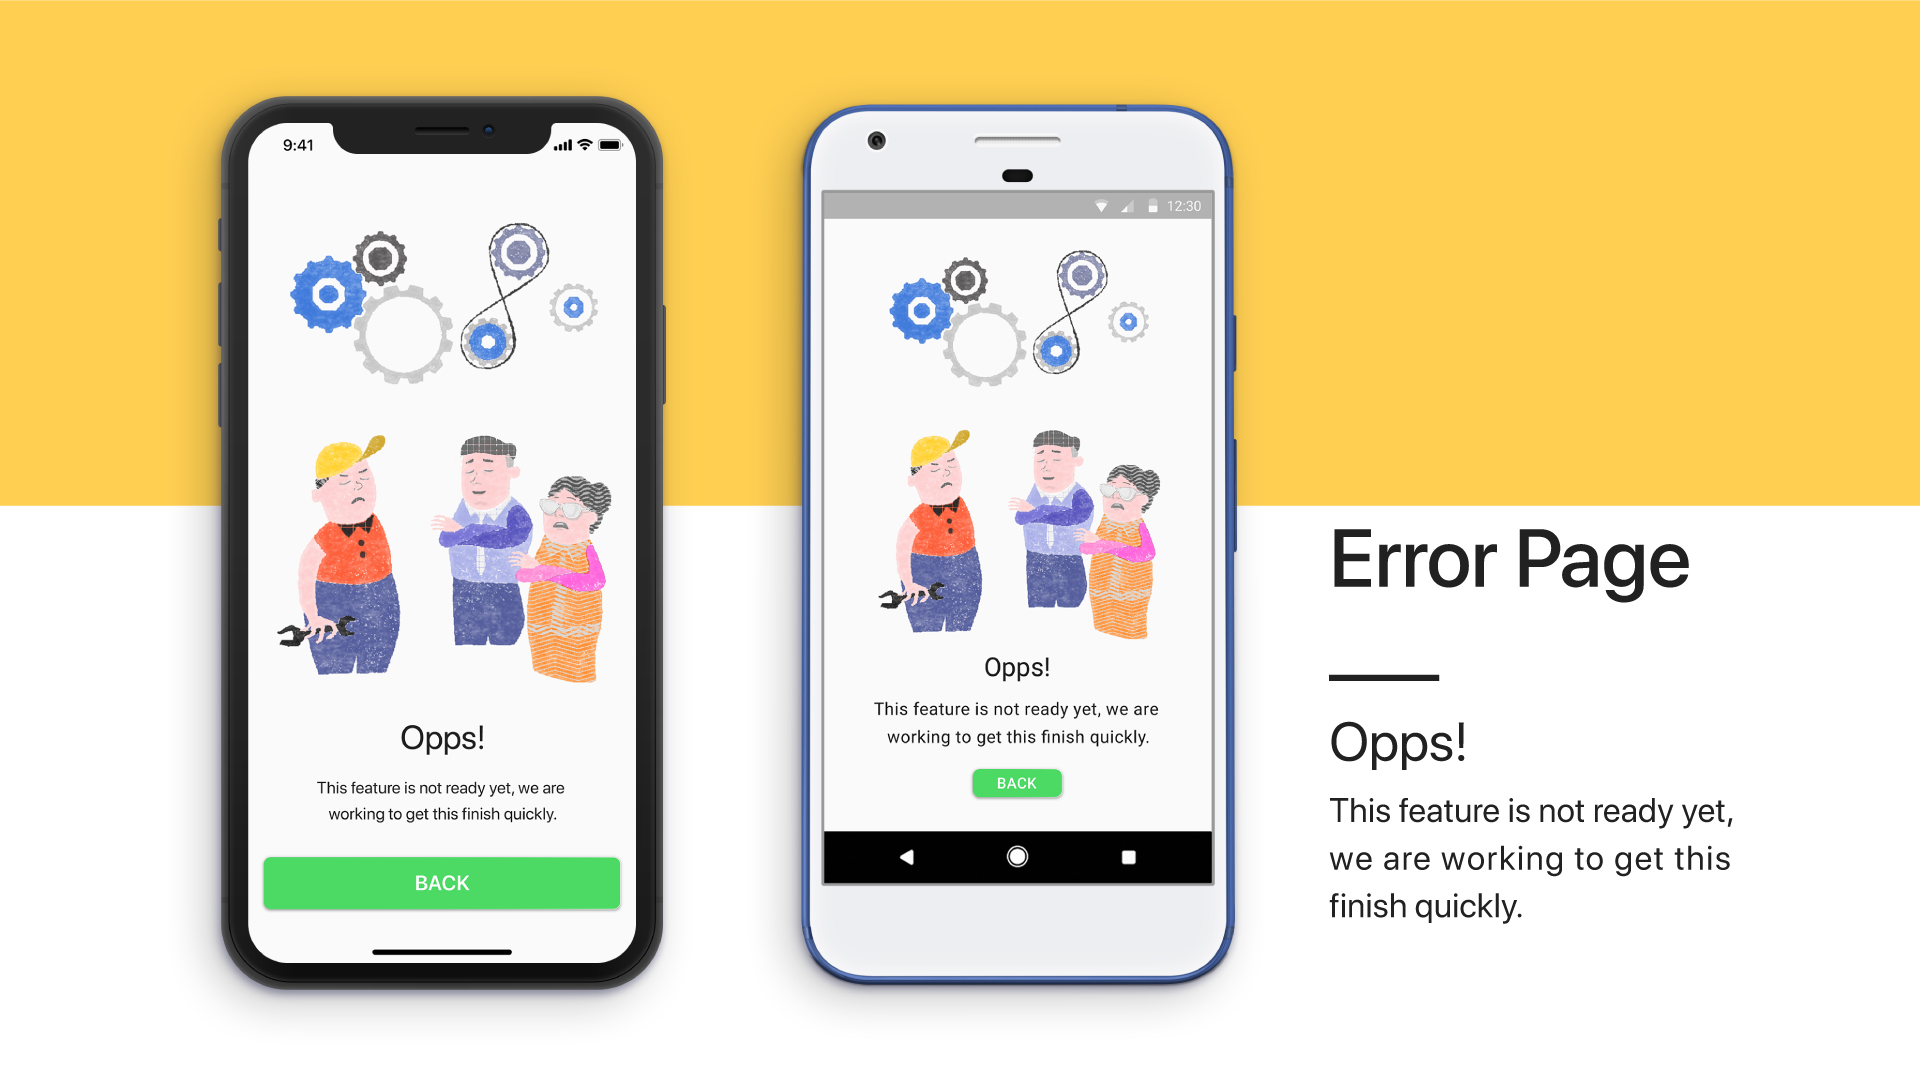 9:41
Opps!
This feature is not ready yet, we are
working to get this finish quickly.
BACK
12:30
Opps!
This feature is not ready yet, we are
working to get this finish quickly.
BACK
Error Page
Opps!
This feature is not ready yet,
we are working to get this
finish quickly.